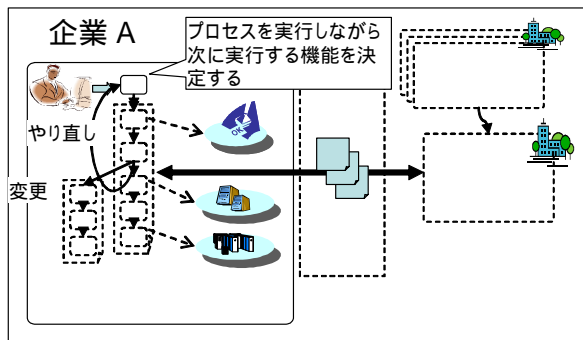 企業 A
プロセスを実行しながら
次に実行する機能を決
定する
やり直し
変更
OK